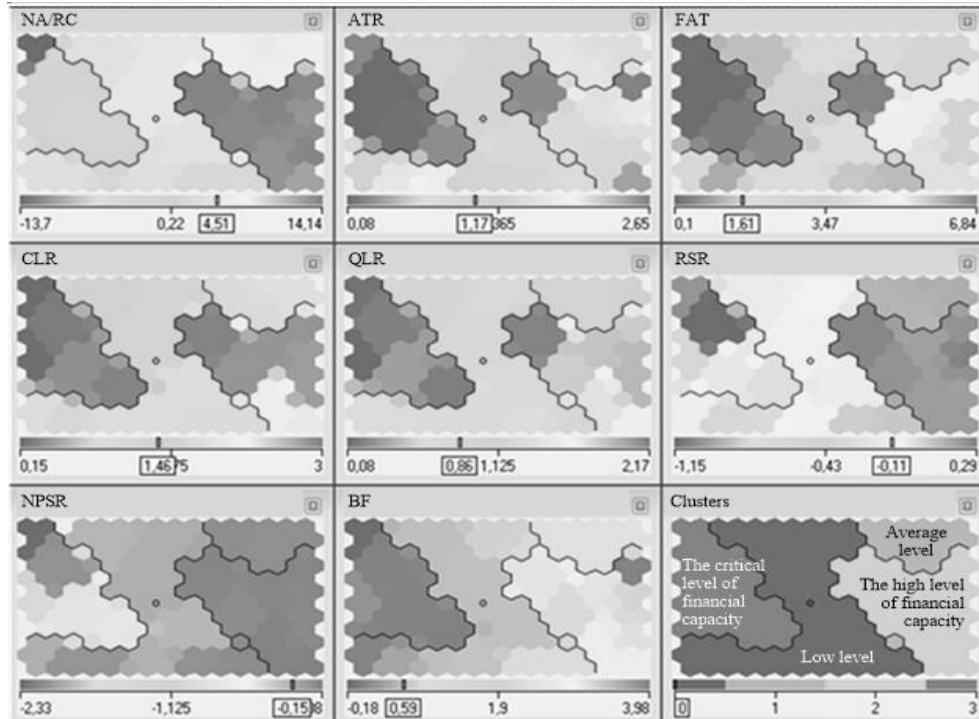 NA/RC
ATR
FAT
-13,7 0,22 4,51 14,14
0,08 1,17 365 2,65
0,1 1,61 3,47 6,84
CLR
QLR
RSR
0,15 1,46 75 3
0,08 0,86 1,125 2,17
-1,15 -0,43 -0,11 0,29
NPSR
BF
Clusters
Average
level
The critical
level of
financial
capacity
The high level
of financial
capacity
Low level
-2,33 -1,125 -0,15
-0,18 0,59 1,9 3,98
0 1 2 3